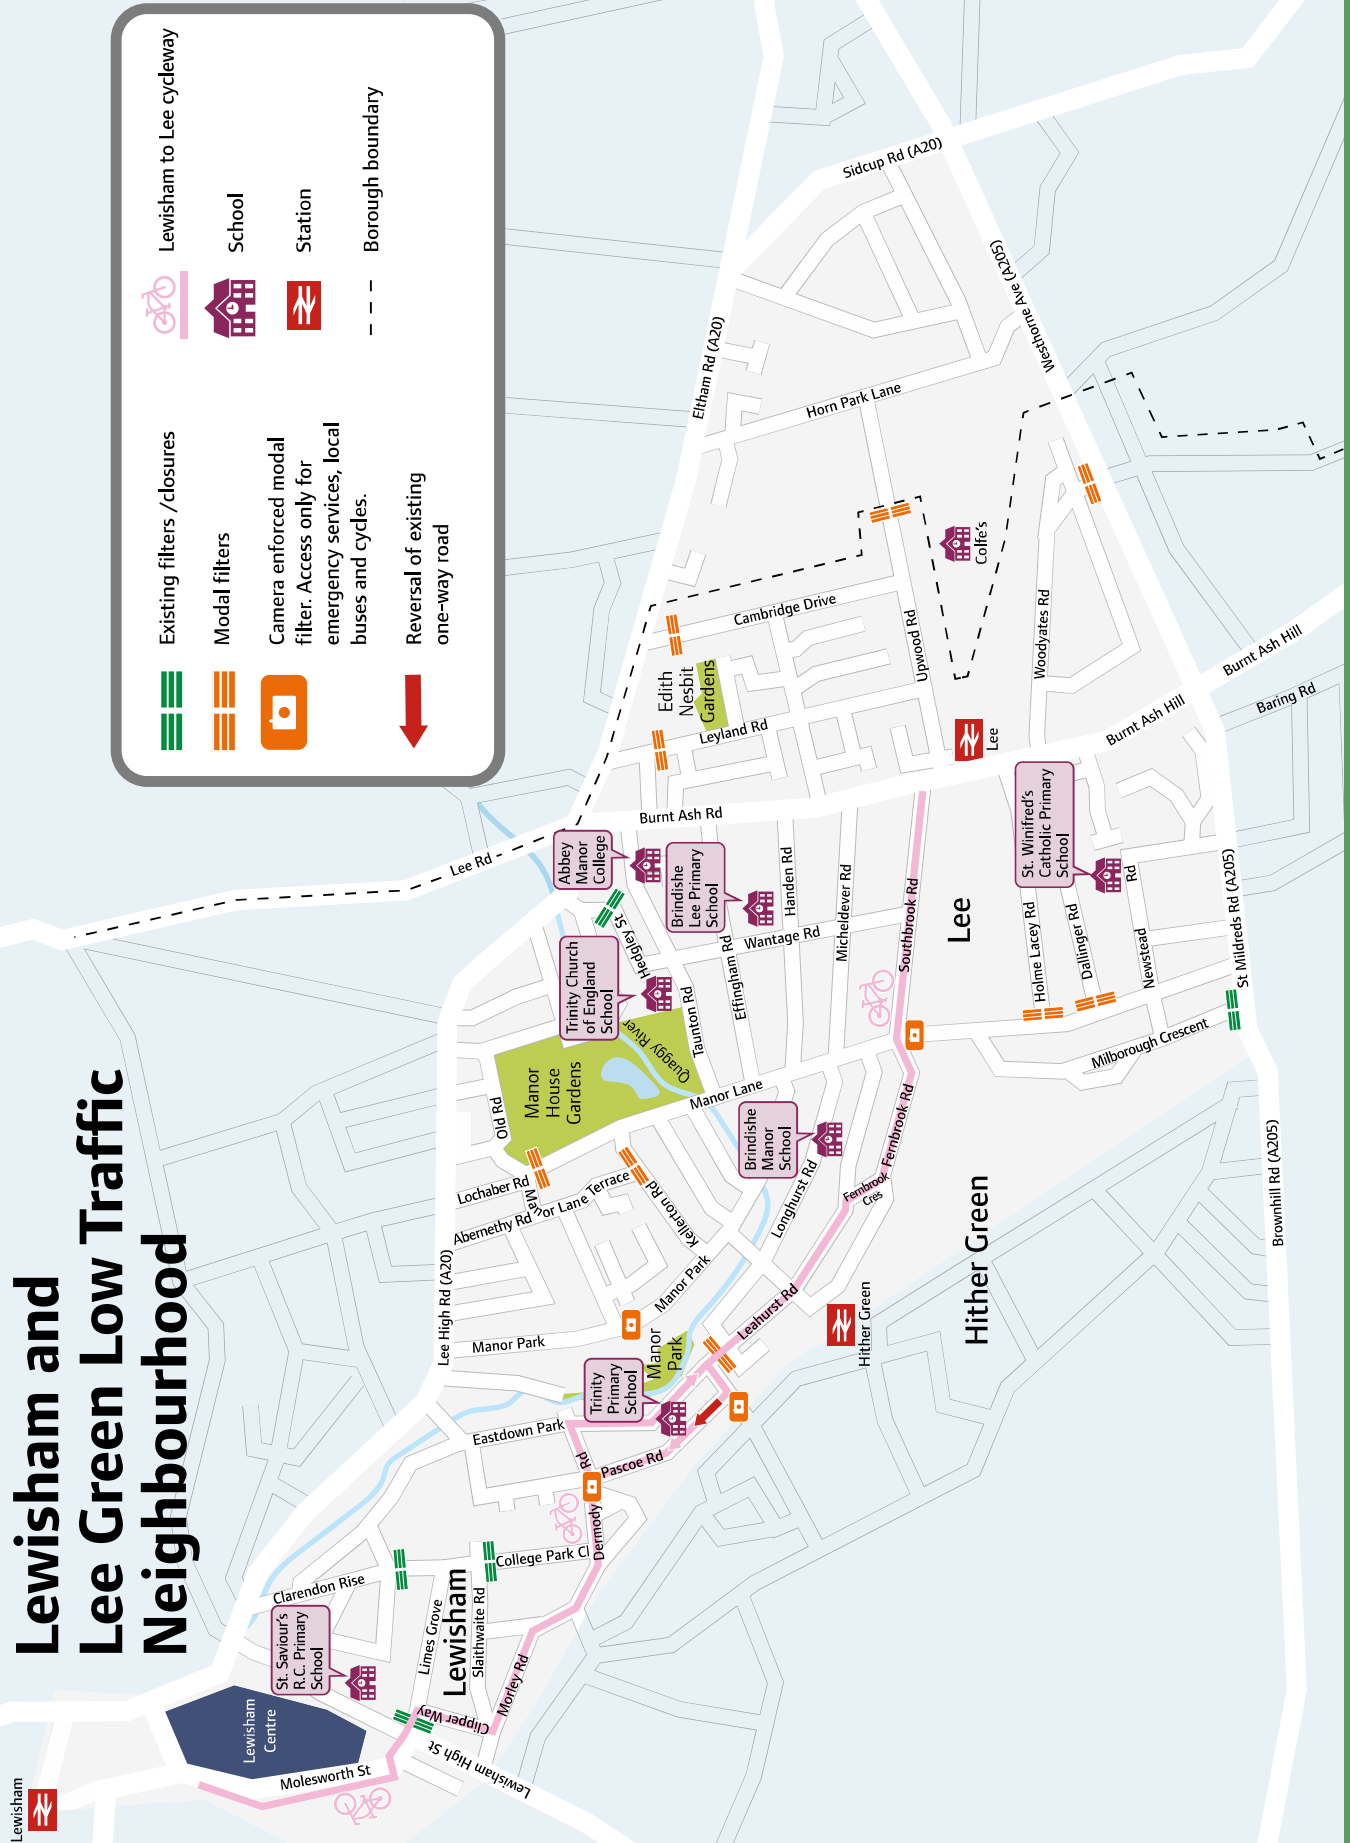 Lewisham and
Lee Green Low Traffic
Neighbourhood
Existing filters /closures
Modal filters
Camera enforced modal
filter. Access only for
emergency services, local
buses and cycles.
Reversal of existing
one-way road
Lewisham to Lee cycleway
School
Station
Borough boundary
Lewisham
Lewisham
Centre
Molesworth St
St. Saviour's
R.C. Primary
School
Clarendon Rise
Limes Grove
Lewisham
Slaithwaite Rd
Clipper Way
Lewisham High St
Morley Rd
College Park Cl
Dermody
Rd
Eastdown Park
Pascoe Rd
Trinity
Primary
School
Manor
Park
Manor Park
Manor Park
Lee High Rd (A20)
Leahurst Rd
Hither Green
Hither Green
Abernethy Rd
Lochaber Rd
Manor Lane Terrace
Kellerton Rd
Old Rd
Manor
House
Gardens
Quaggy River
Manor Lane
Longhurst Rd
Brindishe
Manor
School
Fernbrook
Cres
Fernbrook Rd
Trinity Church
of England
School
Hedgley St
Taunton Rd
Effingham Rd
Wantage Rd
Handen Rd
Micheldever Rd
Southbrook Rd
Lee
Abbey
Manor
College
Brindishe
Lee Primary
School
Lee Rd
Burnt Ash Rd
Leyland Rd
Edith
Nesbit
Gardens
Cambridge Drive
Upwood Rd
Lee
Colfe's
Woodyates Rd
Horn Park Lane
Eltham Rd (A20)
Sidcup Rd (A20)
Westhorne Ave (A205)
Burnt Ash Hill
Burnt Ash Hill
Baring Rd
St. Winifred's
Catholic Primary
School
Holme Lacey Rd
Dallinger Rd
Newstead
Rd
Milborough Crescent
St Mildreds Rd (A205)
Brownhill Rd (A205)